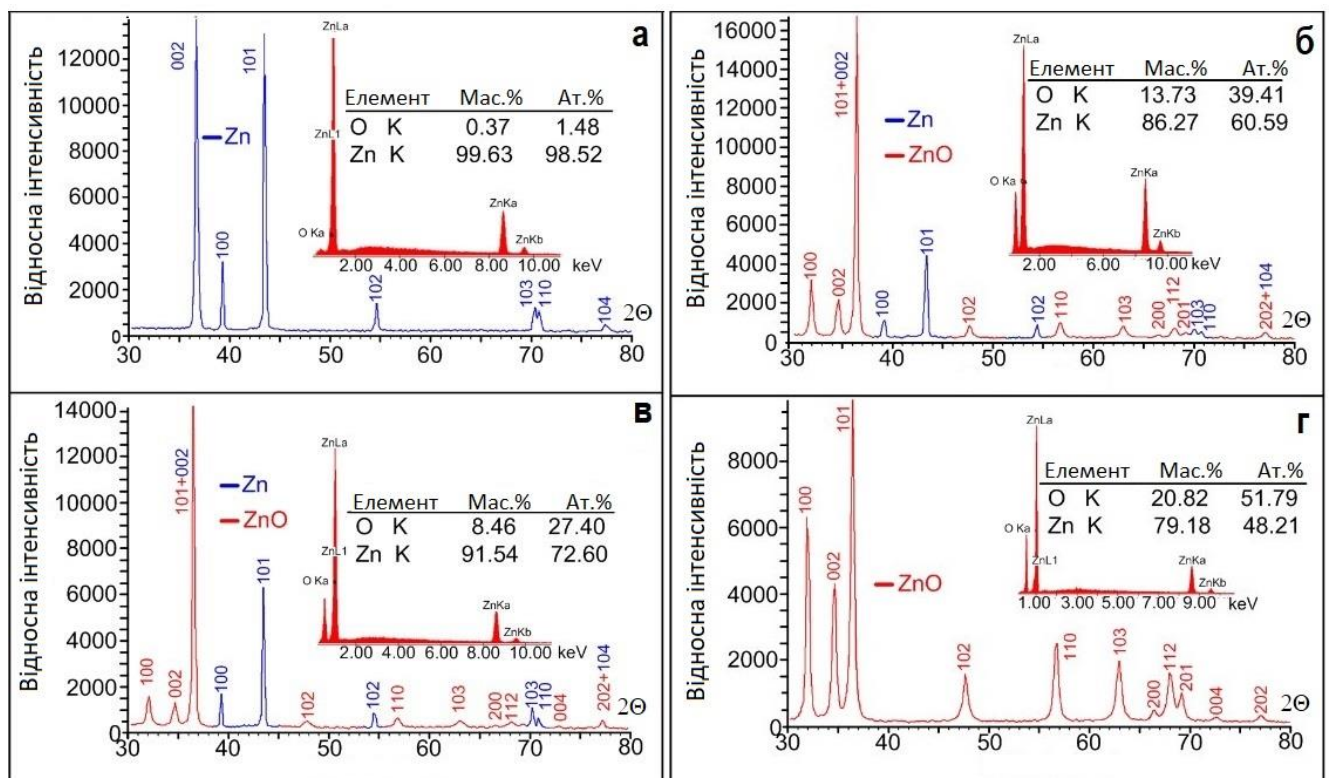 а
Відносна інтенсивність
12000
10000
8000
6000
4000
2000
0
30 40 50 60 70 80
2Θ
002
100
101
102
103
110
104
Zn
ZnLa
ZnL1
O Ka
ZnKa
ZnKb
2.00 4.00 6.00 8.00 10.00 keV
Елемент Мас.% Ат.%
O K 0.37 1.48
Zn K 99.63 98.52
б
Відносна інтенсивність
16000
14000
12000
10000
8000
6000
4000
2000
0
30 40 50 60 70 80
2Θ
100
002
101+002
100
101
102
102
110
103
200
112
201
103
110
202+104
Zn
ZnO
ZnLa
O Ka
ZnKa
ZnKb
2.00 6.00 10.00 keV
Елемент Мас.% Ат.%
O K 13.73 39.41
Zn K 86.27 60.59
в
Відносна інтенсивність
14000
12000
10000
8000
6000
4000
2000
0
30 40 50 60 70 80
2Θ
100
002
101+002
100
101
102
102
110
103
200
112
103
110
004
202+104
Zn
ZnO
ZnLa
ZnL1
O Ka
ZnKa
ZnKb
2.00 4.00 6.00 8.00 10.00 keV
Елемент Мас.% Ат.%
O K 8.46 27.40
Zn K 91.54 72.60
г
Відносна інтенсивність
8000
6000
4000
2000
0
30 40 50 60 70 80
2Θ
100
002
101
102
110
103
200
112
201
004
202
ZnO
ZnLa
O Ka
ZnL1
ZnKa
ZnKb
1.00 3.00 5.00 7.00 9.00 keV
Елемент Мас.% Ат.%
O K 20.82 51.79
Zn K 79.18 48.21